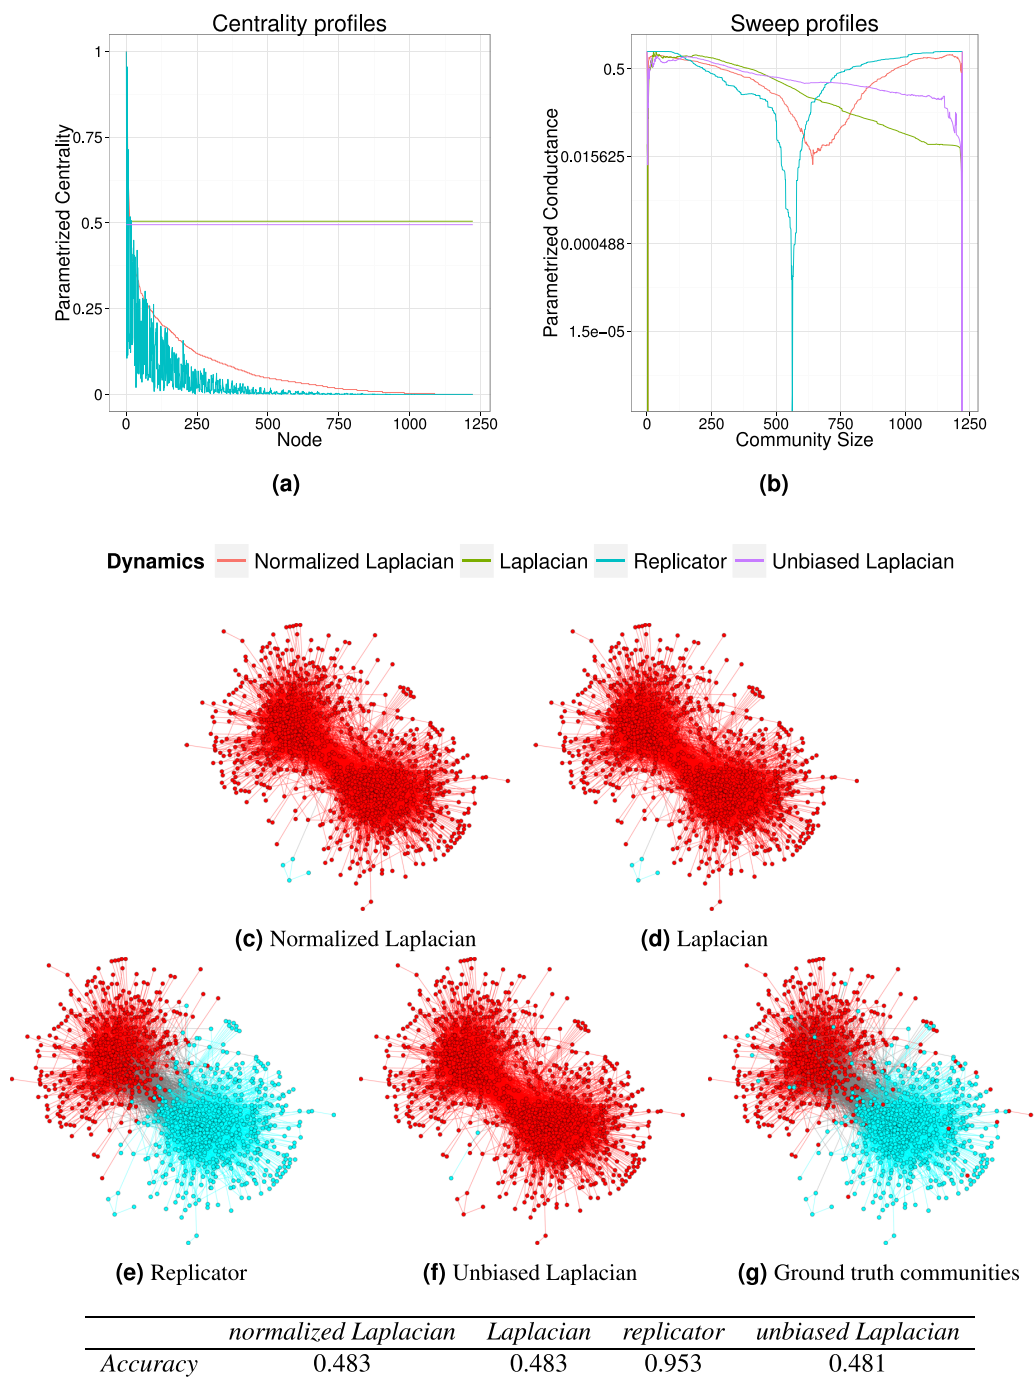 Centrality profiles
Parametrized Centrality
1
0.75
0.5
0.25
0
0
250
500
750
1000
1250
Node
(a)
Sweep profiles
Parametrized Conductance
0.5
0.015625
0.000488
1.5e−05
0
250
500
750
1000
1250
Community Size
(b)
Dynamics Normalized Laplacian Laplacian Replicator Unbiased Laplacian
(c) Normalized Laplacian
(d) Laplacian
(e) Replicator
(f) Unbiased Laplacian
(g) Ground truth communities
normalized Laplacian Laplacian replicator unbiased Laplacian
Accuracy 0.483 0.483 0.953 0.481